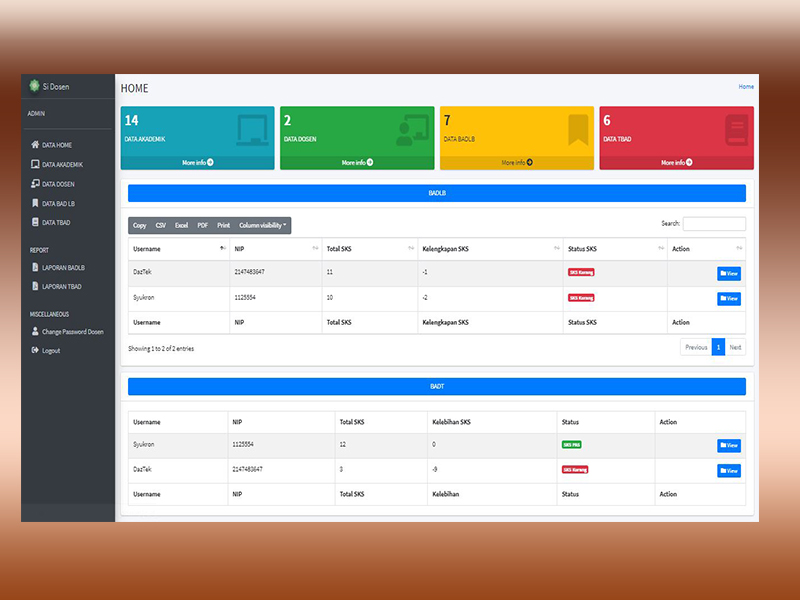 Si Dosen
ADMIN
DATA HOME
DATA AKADEMIK
DATA DOSEN
DATA BAD LB
DATA TBAD
REPORT
LAPORAN BADLB
LAPORAN TBAD
MISCELLANEOUS
Change Password Dosen
Logout
HOME
Home
14
DATA AKADEMIK
More info
2
DATA DOSEN
More info
7
DATA BADLB
More info
6
DATA TBAD
More info
BADLB
Copy CSV Excel PDF Print Column visibility
Search:
Username NIP Total SKS Kelengkapan SKS Status SKS Action
DazTek 2147483647 11 -1 SKS Kurang View
Syukron 1125554 10 -2 SKS Kurang View
Username NIP Total SKS Kelengkapan SKS Status SKS Action
Showing 1 to 2 of 2 entries
Previous 1 Next
BADT
Username NIP Total SKS Kelebihan SKS Status Action
Syukron 1125554 12 0 SKS PAS View
DazTek 2147483647 3 -9 SKS Kurang View
Username NIP Total SKS Kelebihan Status Action